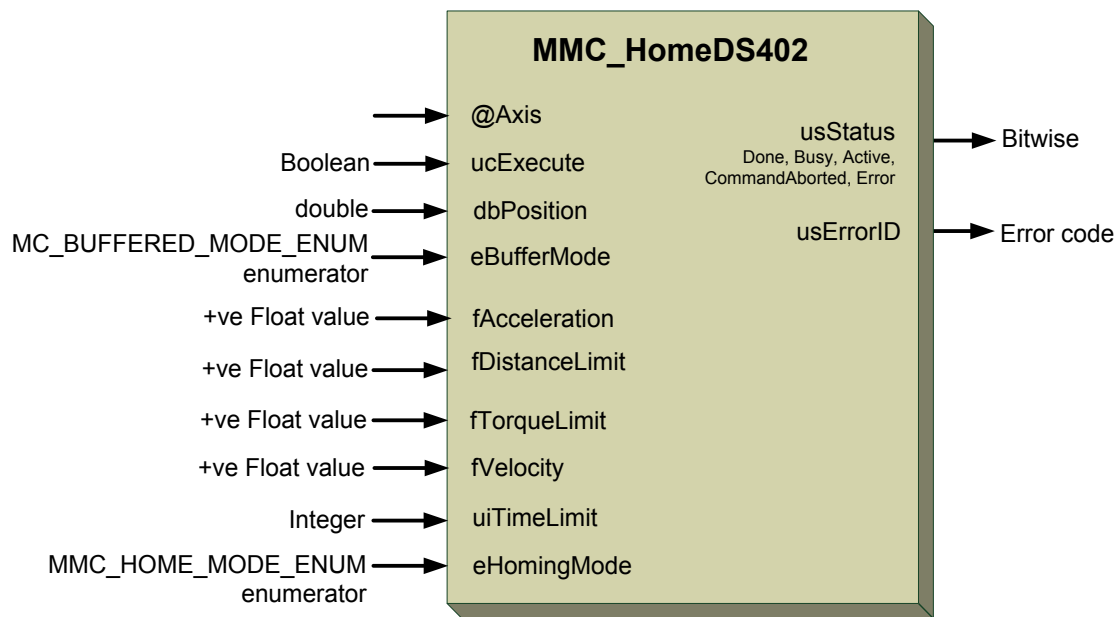 MMC_HomeDS402
@Axis
Boolean
ucExecute
double
dbPosition
MC_BUFFERED_MODE_ENUM
enumerator
eBufferMode
+ve Float value
fAcceleration
+ve Float value
fDistanceLimit
+ve Float value
fTorqueLimit
+ve Float value
fVelocity
Integer
uiTimeLimit
MMC_HOME_MODE_ENUM
enumerator
eHomingMode
usStatus
Done, Busy, Active,
CommandAborted, Error
Bitwise
usErrorID
Error code